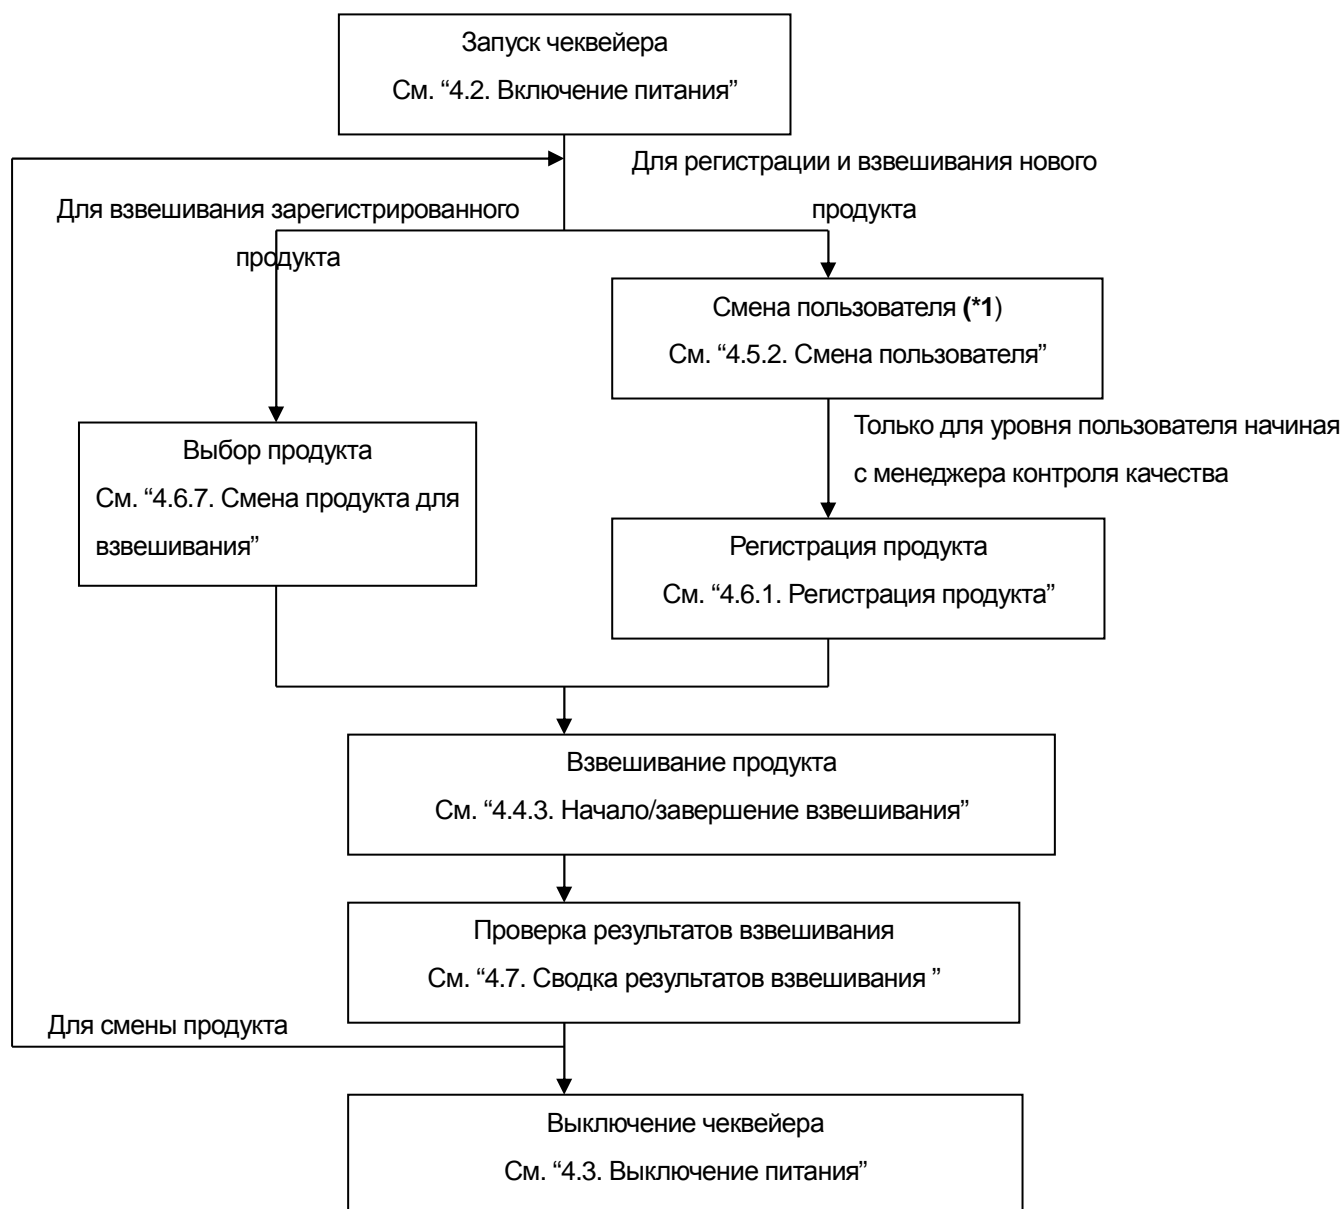 Запуск чеквейера
См. “4.2. Включение питания”
Для регистрации и взвешивания нового
продукта
Для взвешивания зарегистрированного
продукта
Смена пользователя (*1)
См. “4.5.2. Смена пользователя”
Только для уровня пользователя начиная
с менеджера контроля качества
Выбор продукта
См. “4.6.7. Смена продукта для
взвешивания”
Регистрация продукта
См. “4.6.1. Регистрация продукта”
Взвешивание продукта
См. “4.4.3. Начало/завершение взвешивания”
Проверка результатов взвешивания
См. “4.7. Сводка результатов взвешивания ”
Для смены продукта
Выключение чеквейера
См. “4.3. Выключение питания”